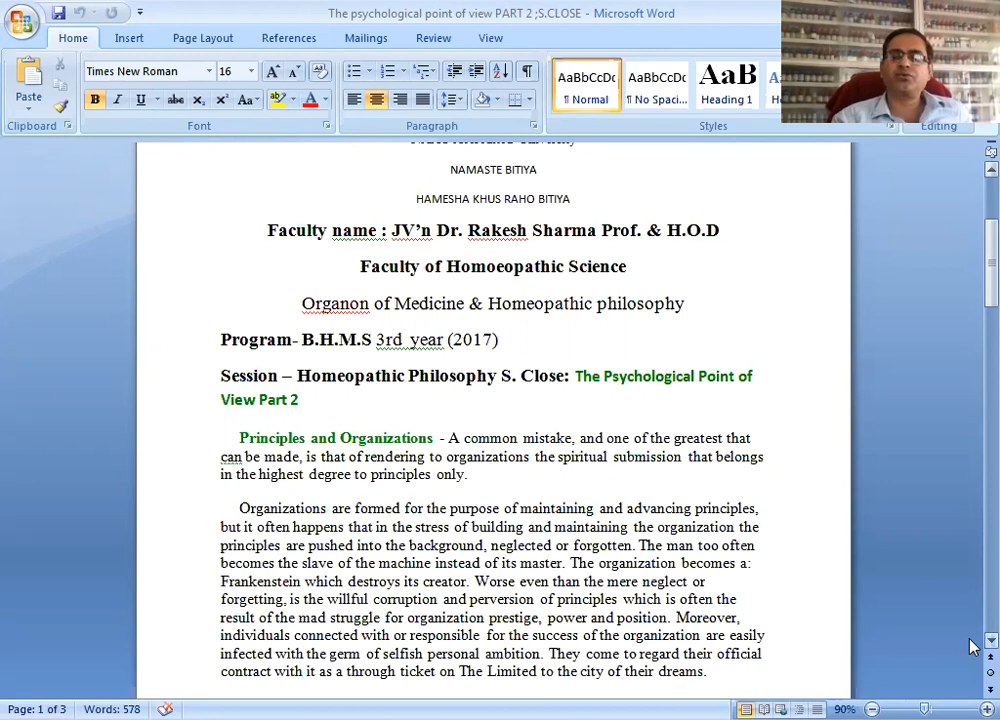 The psychological point of view PART 2 ;S.CLOSE - Microsoft Word
Home Insert Page Layout References Mailings Review View
Times New Roman 16
AaBbCcDc AaBbCcDc AaB
Paste
B I U abc X₂ X² Aa
¶ Normal ¶ No Spaci... Heading 1
Clipboard Font Paragraph Styles Editing
NAMASTE BITIYA
HAMESHA KHUS RAHO BITIYA
Faculty name : JV’n Dr. Rakesh Sharma Prof. & H.O.D
Faculty of Homoeopathic Science
Organon of Medicine & Homeopathic philosophy
Program- B.H.M.S 3rd year (2017)
Session – Homeopathic Philosophy S. Close: The Psychological Point of
View Part 2
Principles and Organizations - A common mistake, and one of the greatest that
can be made, is that of rendering to organizations the spiritual submission that belongs
in the highest degree to principles only.
Organizations are formed for the purpose of maintaining and advancing principles,
but it often happens that in the stress of building and maintaining the organization the
principles are pushed into the background, neglected or forgotten. The man too often
becomes the slave of the machine instead of its master. The organization becomes a:
Frankenstein which destroys its creator. Worse even than the mere neglect or
forgetting, is the willful corruption and perversion of principles which is often the
result of the mad struggle for organization prestige, power and position. Moreover,
individuals connected with or responsible for the success of the organization are easily
infected with the germ of selfish personal ambition. They come to regard their official
contract with it as a through ticket on The Limited to the city of their dreams.
Page: 1 of 3 Words: 578 90%